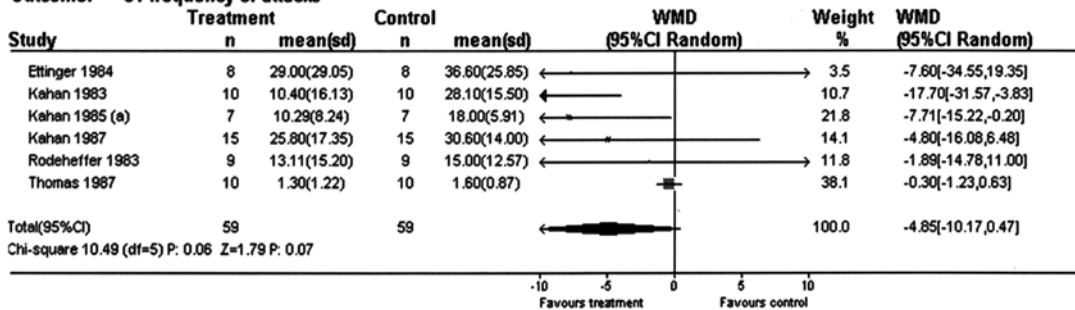 Outcome: 01 frequency of attacks
Treatment Control WMD Weight WMD
Study n mean(sd) n mean(sd) (95%CI Random) % (95%CI Random)
Ettinger 1984 8 29.00(29.05) 8 36.60(25.85) 3.5 -7.60[-34.55,19.35]
Kahan 1983 10 10.40(16.13) 10 28.10(15.50) 10.7 -17.70[-31.57,-3.83]
Kahan 1985 (a) 7 10.29(8.24) 7 18.00(5.91) 21.8 -7.71[-15.22,-0.20]
Kahan 1987 15 25.80(17.35) 15 30.60(14.00) 14.1 -4.80[-16.08,6.48]
Rodeheffer 1983 9 13.11(15.20) 9 15.00(12.57) 11.8 -1.89[-14.78,11.00]
Thomas 1987 10 1.30(1.22) 10 1.60(0.87) 38.1 -0.30[-1.23,0.63]
Total(95%CI) 59 59 100.0 -4.85[-10.17,0.47]
Chi-square 10.49 (df=5) P: 0.06 Z=1.79 P: 0.07
-10 -5 0 5 10
Favours treatment Favours control